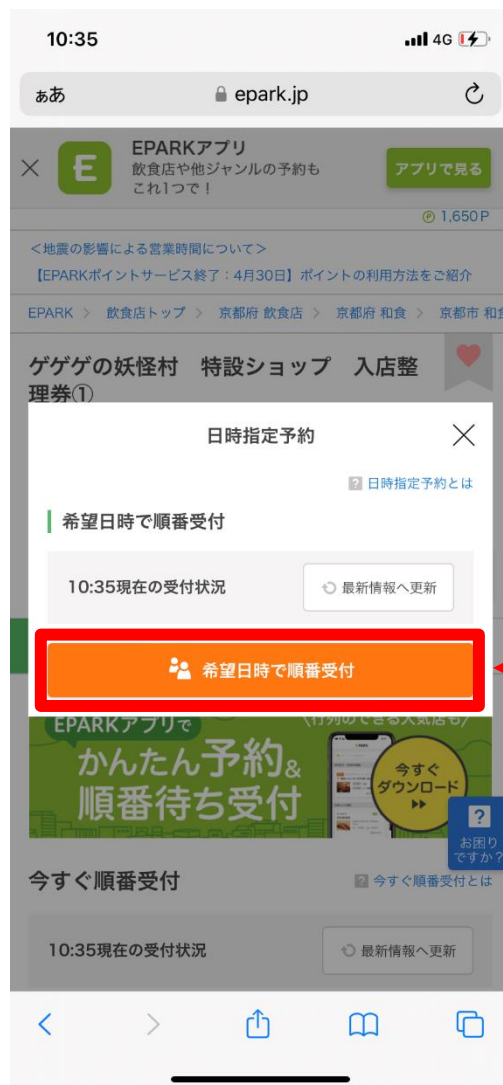 10:35
4G
ああ
epark.jp
EPARKアプリ
飲食店や他ジャンルの予約も
これ1つで!
アプリで見る
1,650P
<地震の影響による営業時間について>
【EPARKポイントサービス終了:4月30日】ポイントの利用方法をご紹介
EPARK > 飲食店トップ > 京都府 飲食店 > 京都府 和食 > 京都市 和食
ゲゲゲの妖怪村 特設ショップ 入店整
理券①
日時指定予約
? 日時指定予約とは
希望日時で順番受付
10:35現在の受付状況
最新情報へ更新
希望日時で順番受付
EPARKアプリで
\行列のできる人気店も/
かんたん予約&
順番待ち受付
今すぐ
ダウンロード
?
お困り
ですか?
今すぐ順番受付
? 今すぐ順番受付とは
10:35現在の受付状況
最新情報へ更新